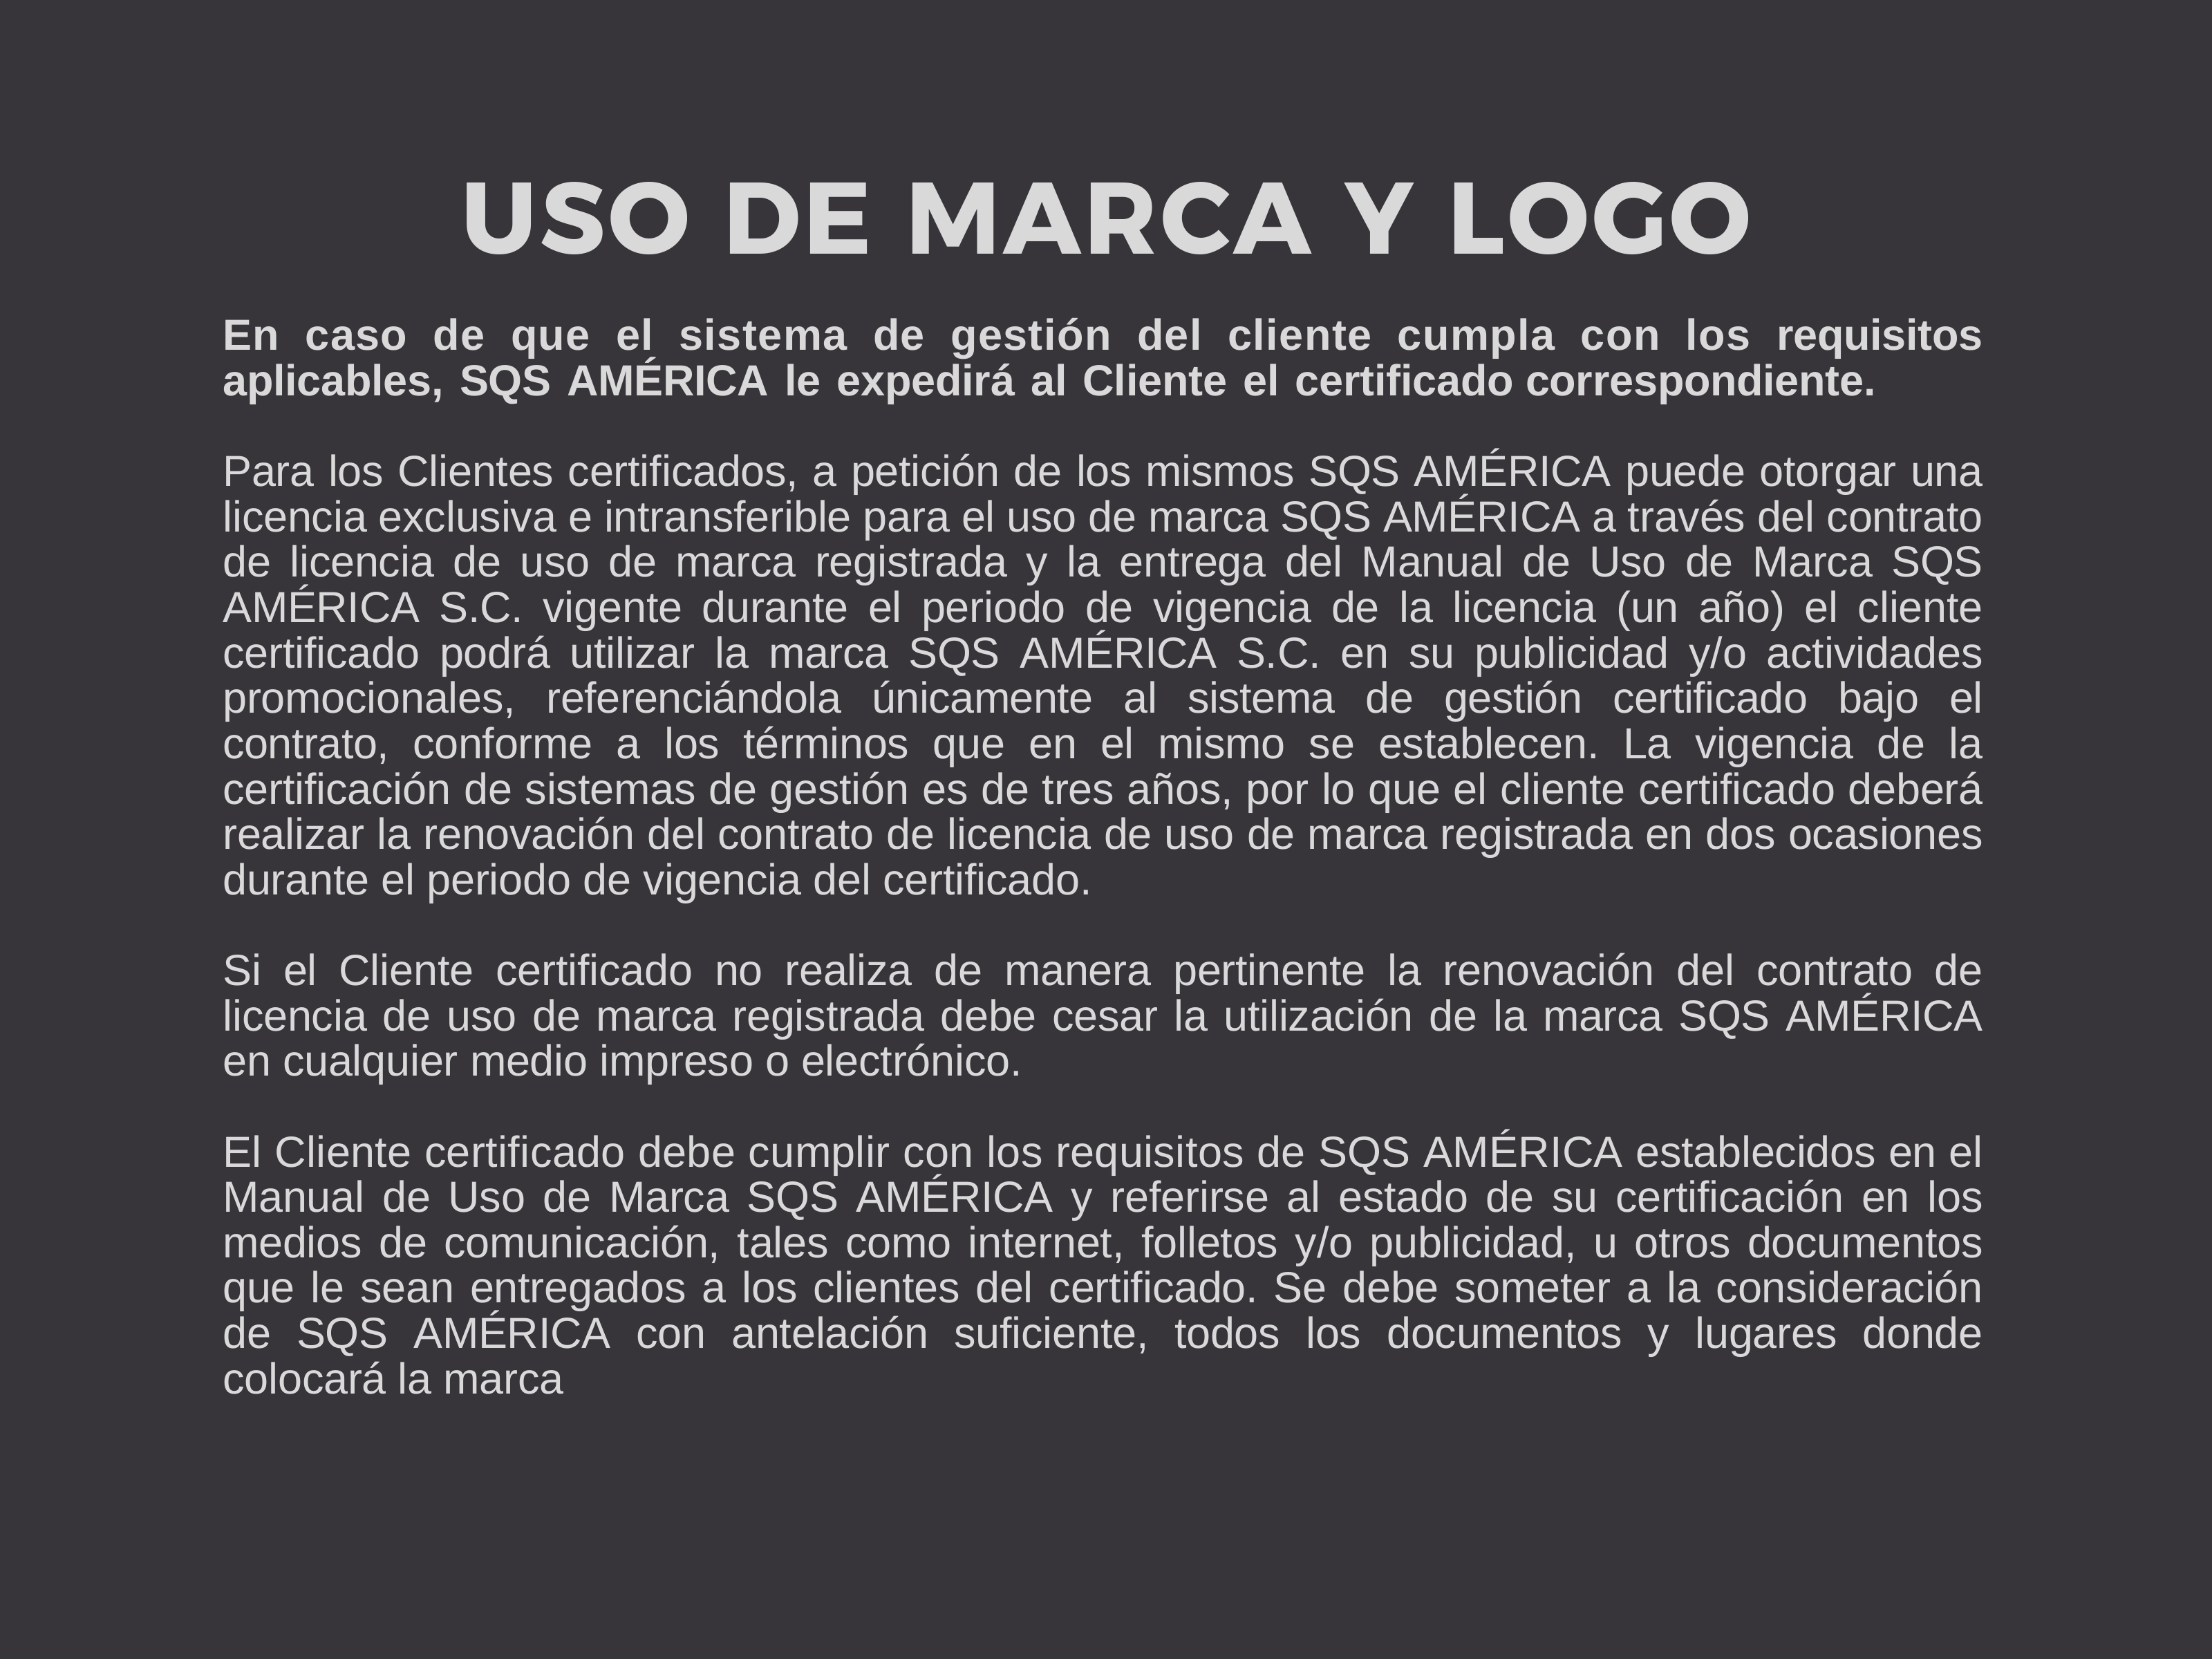 USO DE MARCA Y LOGO
En caso de que el sistema de gestión del cliente cumpla con los requisitos
aplicables, SQS AMÉRICA le expedirá al Cliente el certificado correspondiente.
Para los Clientes certificados, a petición de los mismos SQS AMÉRICA puede otorgar una
licencia exclusiva e intransferible para el uso de marca SQS AMÉRICA a través del contrato
de licencia de uso de marca registrada y la entrega del Manual de Uso de Marca SQS
AMÉRICA S.C. vigente durante el periodo de vigencia de la licencia (un año) el cliente
certificado podrá utilizar la marca SQS AMÉRICA S.C. en su publicidad y/o actividades
promocionales, referenciándola únicamente al sistema de gestión certificado bajo el
contrato, conforme a los términos que en el mismo se establecen. La vigencia de la
certificación de sistemas de gestión es de tres años, por lo que el cliente certificado deberá
realizar la renovación del contrato de licencia de uso de marca registrada en dos ocasiones
durante el periodo de vigencia del certificado.
Si el Cliente certificado no realiza de manera pertinente la renovación del contrato de
licencia de uso de marca registrada debe cesar la utilización de la marca SQS AMÉRICA
en cualquier medio impreso o electrónico.
El Cliente certificado debe cumplir con los requisitos de SQS AMÉRICA establecidos en el
Manual de Uso de Marca SQS AMÉRICA y referirse al estado de su certificación en los
medios de comunicación, tales como internet, folletos y/o publicidad, u otros documentos
que le sean entregados a los clientes del certificado. Se debe someter a la consideración
de SQS AMÉRICA con antelación suficiente, todos los documentos y lugares donde
colocará la marca